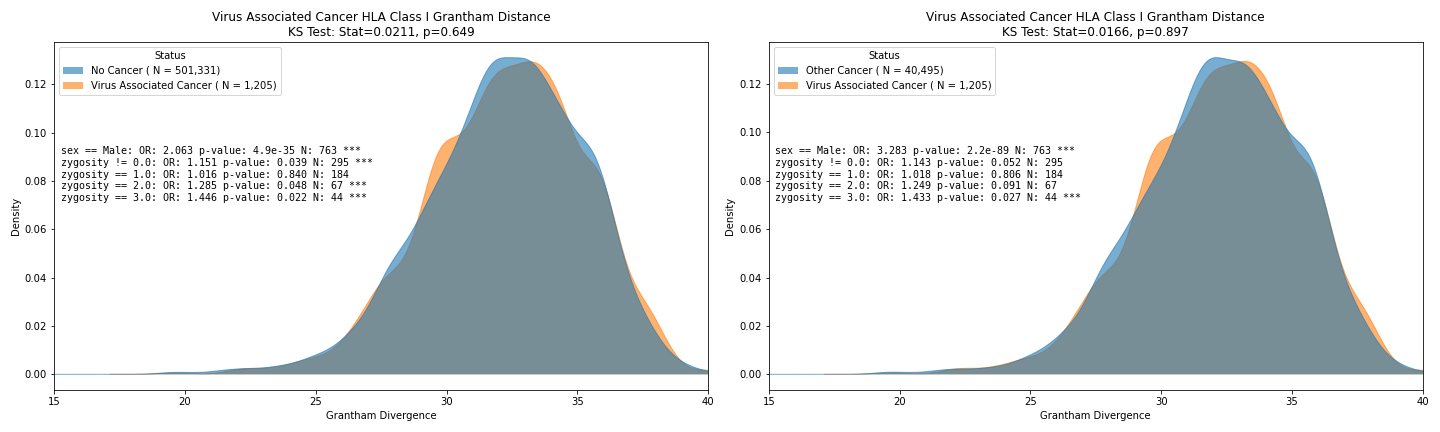 Virus Associated Cancer HLA Class I Grantham Distance
KS Test: Stat=0.0211, p=0.649
Status
No Cancer ( N = 501,331)
Virus Associated Cancer ( N = 1,205)
sex == Male: OR: 2.063 p-value: 4.9e-35 N: 763 ***
zygosity != 0.0: OR: 1.151 p-value: 0.039 N: 295 ***
zygosity == 1.0: OR: 1.016 p-value: 0.840 N: 184
zygosity == 2.0: OR: 1.285 p-value: 0.048 N: 67 ***
zygosity == 3.0: OR: 1.446 p-value: 0.022 N: 44 ***
Density
0.12
0.10
0.08
0.06
0.04
0.02
0.00
15
20
25
30
35
40
Grantham Divergence
Virus Associated Cancer HLA Class I Grantham Distance
KS Test: Stat=0.0166, p=0.897
Status
Other Cancer ( N = 40,495)
Virus Associated Cancer ( N = 1,205)
sex == Male: OR: 3.283 p-value: 2.2e-89 N: 763 ***
zygosity != 0.0: OR: 1.143 p-value: 0.052 N: 295
zygosity == 1.0: OR: 1.018 p-value: 0.806 N: 184
zygosity == 2.0: OR: 1.249 p-value: 0.091 N: 67
zygosity == 3.0: OR: 1.433 p-value: 0.027 N: 44 ***
Density
0.12
0.10
0.08
0.06
0.04
0.02
0.00
15
20
25
30
35
40
Grantham Divergence